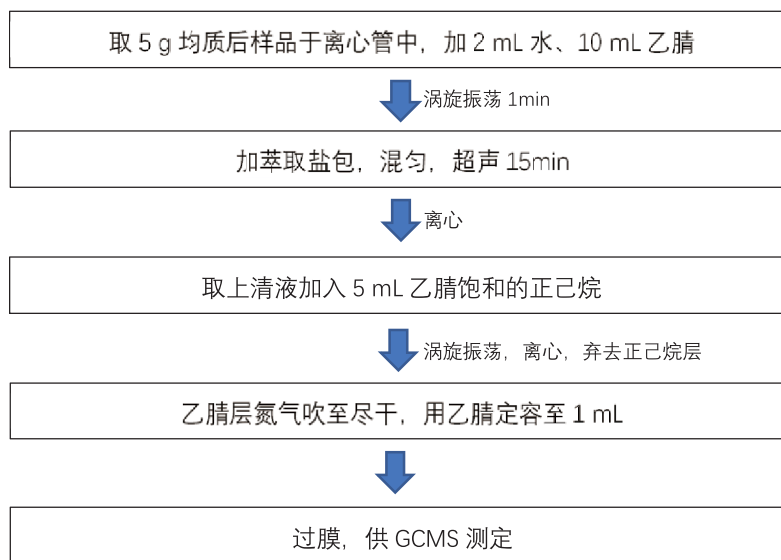 取 5 g 均质后样品于离心管中，加 2 mL 水、10 mL 乙腈
涡旋振荡 1min
加萃取盐包，混匀，超声 15min
离心
取上清液加入 5 mL 乙腈饱和的正己烷
涡旋振荡，离心，弃去正己烷层
乙腈层氮气吹至尽干，用乙腈定容至 1 mL
过膜，供 GCMS 测定